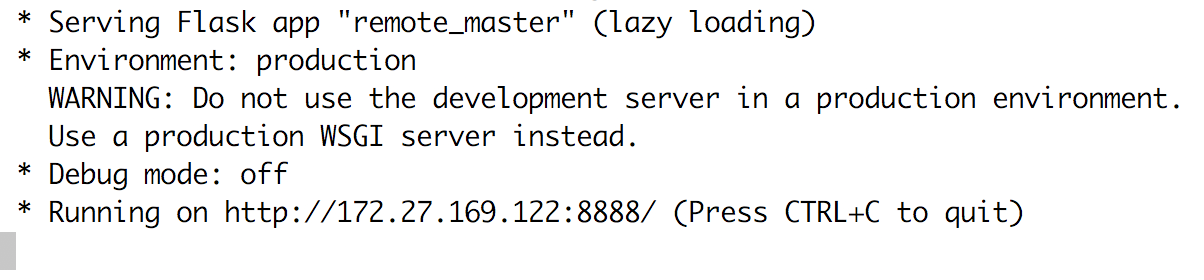 * Serving Flask app "remote_master" (lazy loading)
* Environment: production
WARNING: Do not use the development server in a production environment.
Use a production WSGI server instead.
* Debug mode: off
* Running on http://172.27.169.122:8888/ (Press CTRL+C to quit)